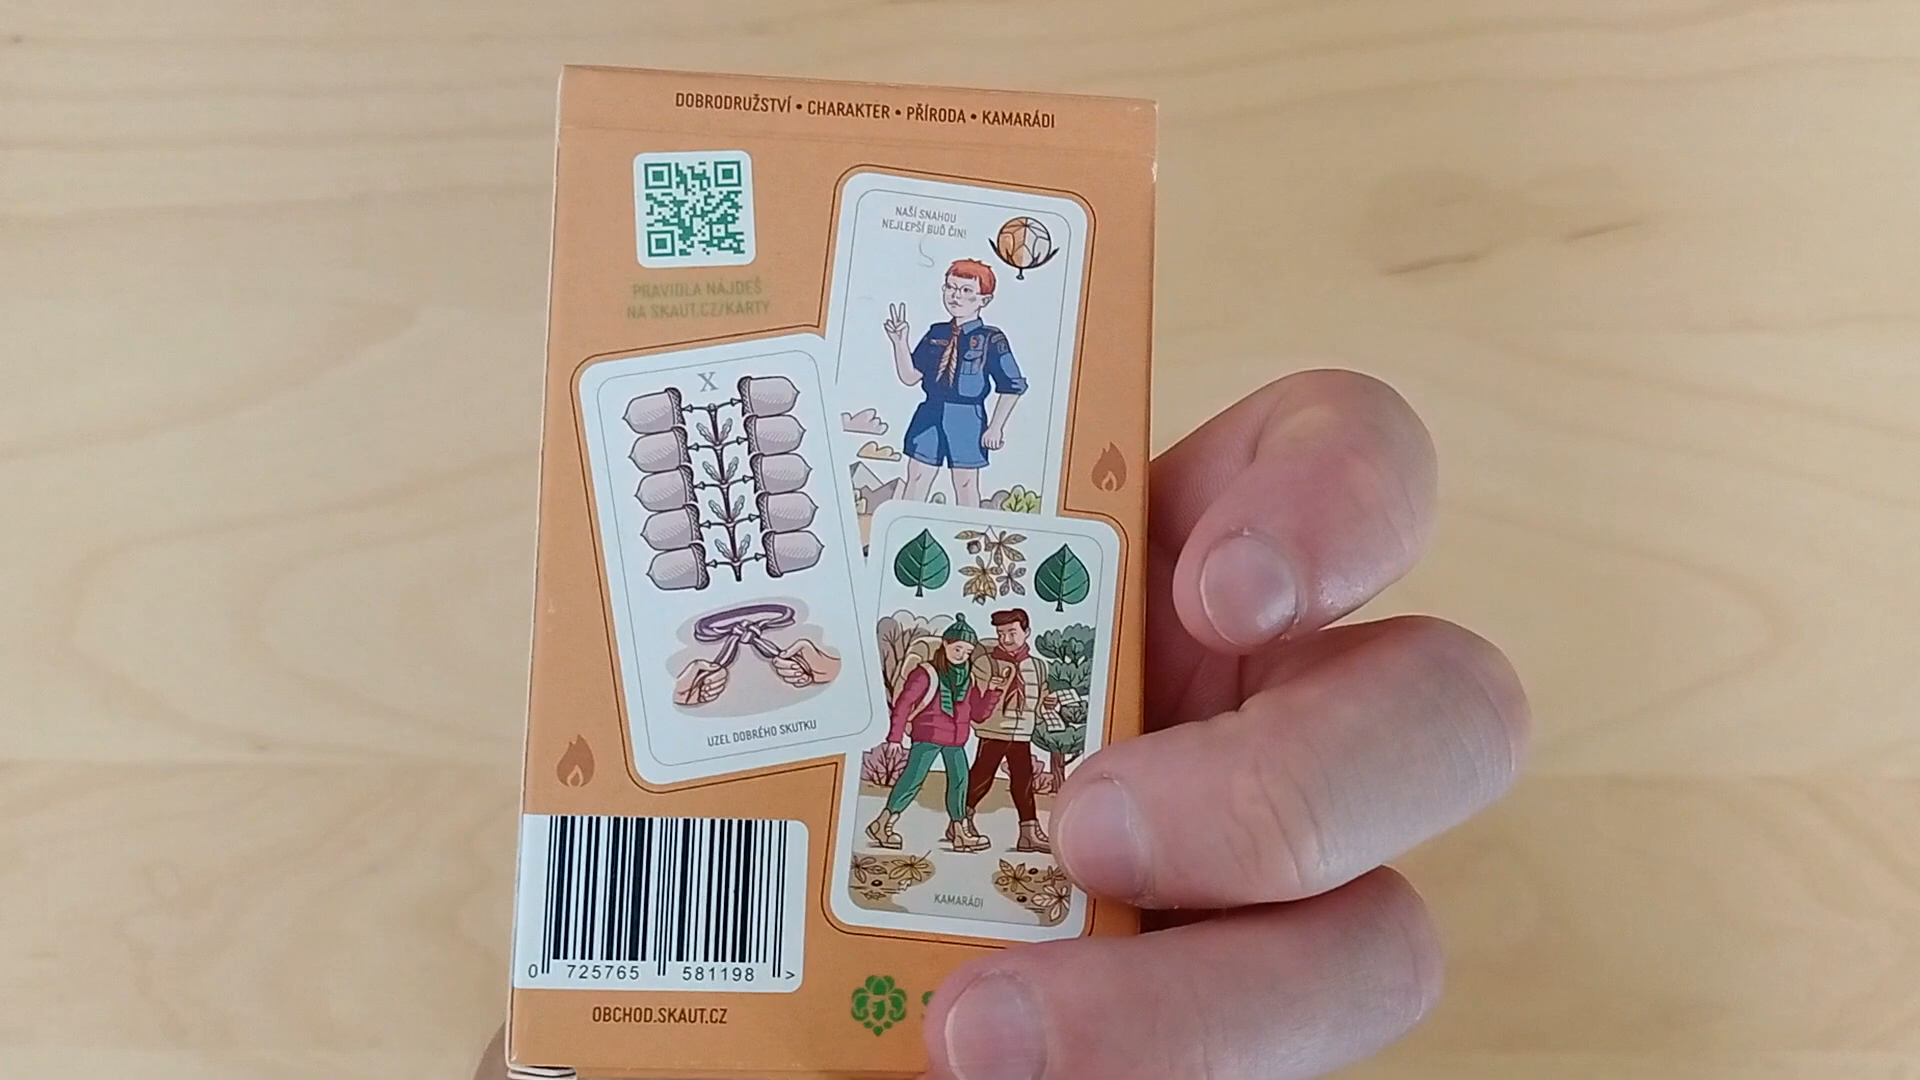 DOBRODRUŽSTVÍ • CHARAKTER • PŘÍRODA • KAMARÁDI
PRAVIDLA NAJDEŠ
NA SKAUT.CZ/KARTY
NAŠÍ SNAHOU
NEJLEPŠÍ BUĎ ČIN!
X
UZEL DOBRÉHO SKUTKU
KAMARÁDI
0 725765 581198 >
OBCHOD.SKAUT.CZ